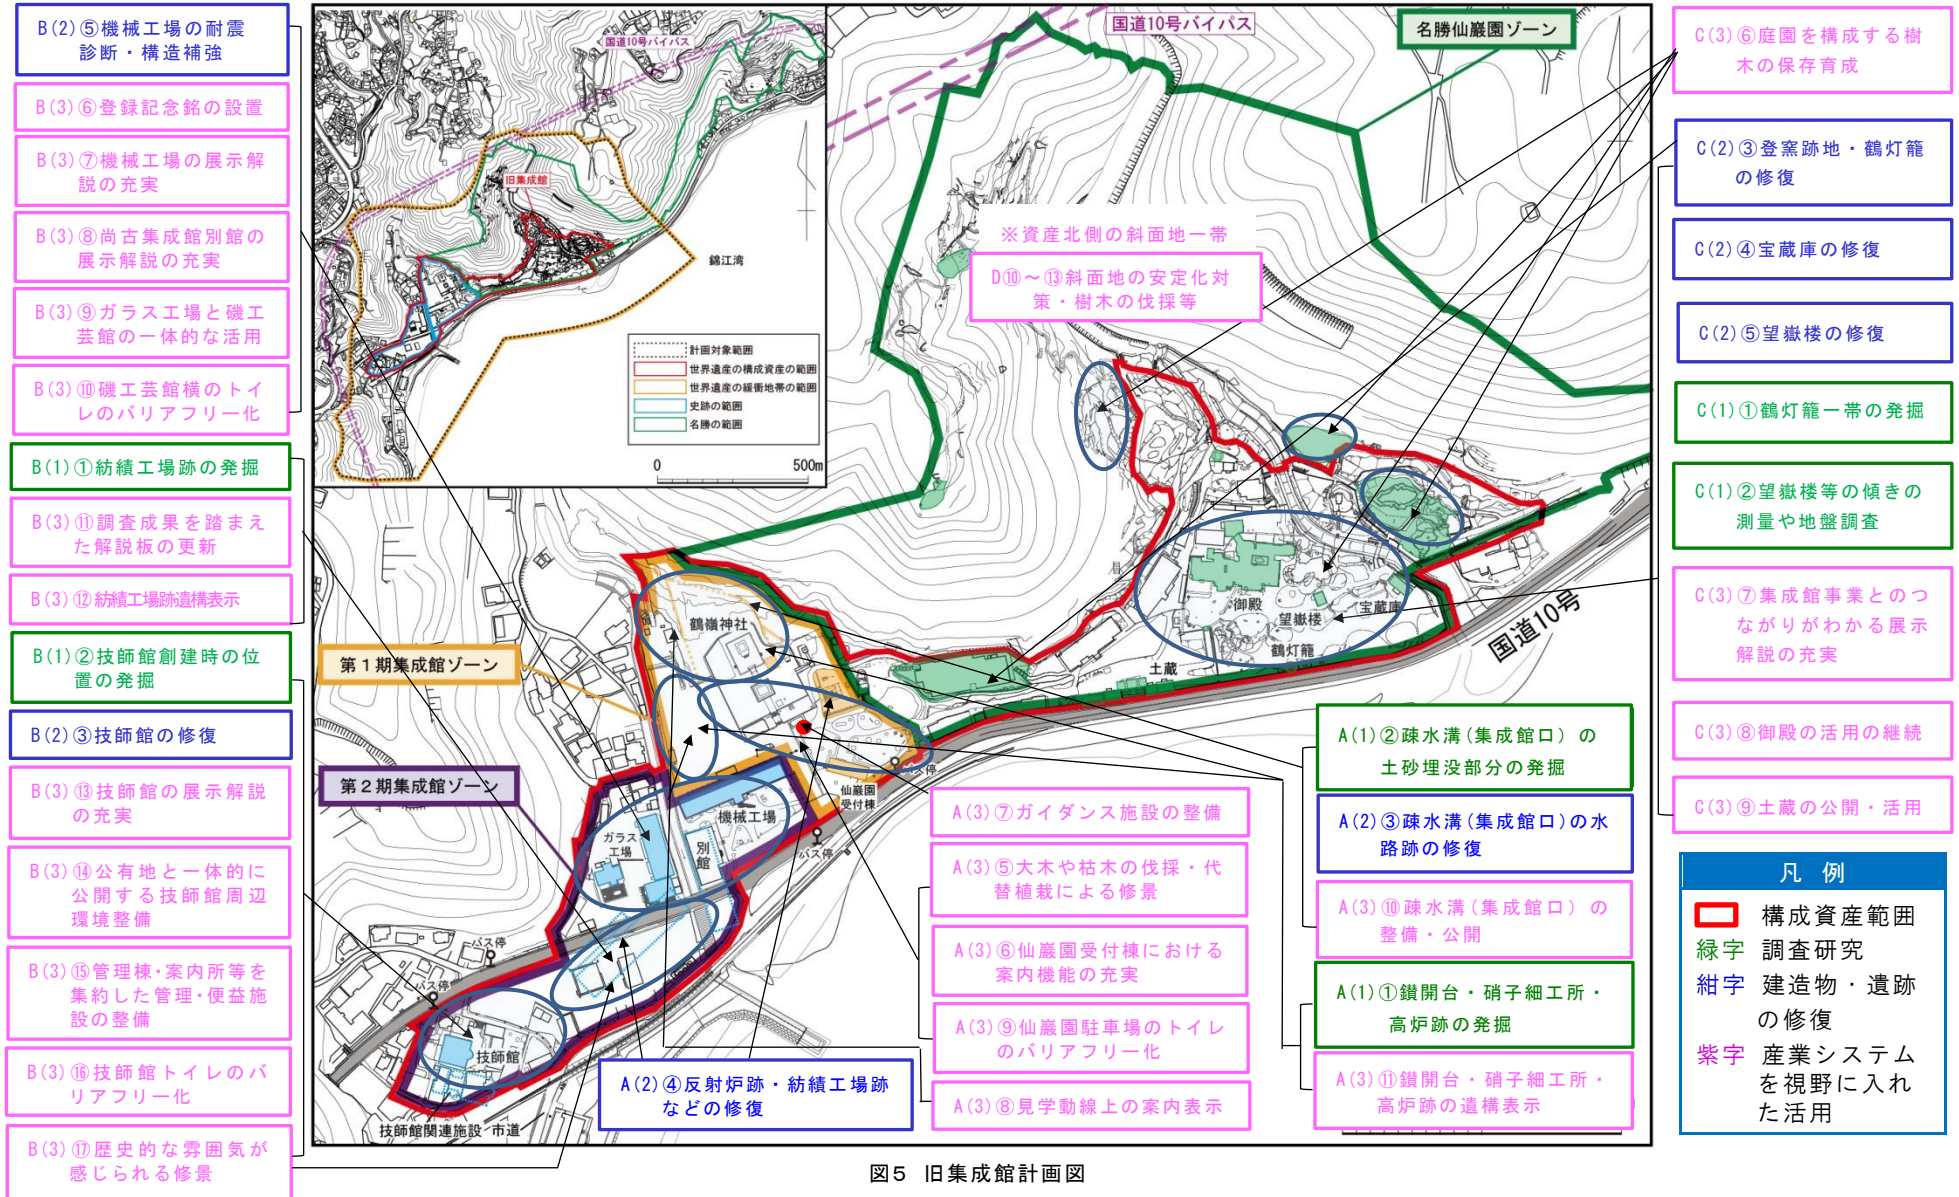 B(2)⑤機械工場の耐震
診断・構造補強
B(3)⑥登録記念銘の設置
B(3)⑦機械工場の展示解
説の充実
B(3)⑧尚古集成館別館の
展示解説の充実
B(3)⑨ガラス工場と磯工
芸館の一体的な活用
B(3)⑩磯工芸館横のトイ
レのバリアフリー化
B(1)①紡績工場跡の発掘
B(3)⑪調査成果を踏まえ
た解説板の更新
B(3)⑫紡績工場跡遺構表示
B(1)②技師館創建時の位
置の発掘
B(2)③技師館の修復
B(3)⑬技師館の展示解説
の充実
B(3)⑭公有地と一体的に
公開する技師館周辺
環境整備
B(3)⑮管理棟・案内所等を
集約した管理・便益施
設の整備
B(3)⑯技師館トイレのバ
リアフリー化
B(3)⑰歴史的な雰囲気が
感じられる修景
国道10号バイパス
旧集成館
錦江湾
計画対象範囲
世界遺産の構成資産の範囲
世界遺産の緩衝地帯の範囲
史跡の範囲
名勝の範囲
0 500m
国道10号バイパス
名勝仙巌園ゾーン
※資産北側の斜面地一帯
D⑩～⑬斜面地の安定化対
策・樹木の伐採等
第1期集成館ゾーン
第2期集成館ゾーン
鶴嶺神社
御殿
望嶽楼
宝蔵庫
鶴灯籠
土蔵
国道10号
バス停
仙巌園
受付棟
機械工場
ガラス
工場
別
館
バス停
バス停
バス停
技師館
技師館関連施設 市道
A(2)④反射炉跡・紡績工場跡
などの修復
A(3)⑦ガイダンス施設の整備
A(3)⑤大木や枯木の伐採・代
替植栽による修景
A(3)⑥仙巌園受付棟における
案内機能の充実
A(3)⑨仙巌園駐車場のトイレ
のバリアフリー化
A(3)⑧見学動線上の案内表示
A(1)②疎水溝(集成館口）の
土砂埋没部分の発掘
A(2)③疎水溝(集成館口)の水
路跡の修復
A(3)⑩疎水溝(集成館口）の
整備・公開
A(1)①鑚開台・硝子細工所・
高炉跡の発掘
A(3)⑪鑚開台・硝子細工所・
高炉跡の遺構表示
C(3)⑥庭園を構成する樹
木の保存育成
C(2)③登窯跡地・鶴灯籠
の修復
C(2)④宝蔵庫の修復
C(2)⑤望嶽楼の修復
C(1)①鶴灯籠一帯の発掘
C(1)②望嶽楼等の傾きの
測量や地盤調査
C(3)⑦集成館事業とのつ
ながりがわかる展示
解説の充実
C(3)⑧御殿の活用の継続
C(3)⑨土蔵の公開・活用
凡 例
構成資産範囲
緑字 調査研究
紺字 建造物・遺跡
の修復
紫字 産業システム
を視野に入れ
た活用
図5 旧集成館計画図